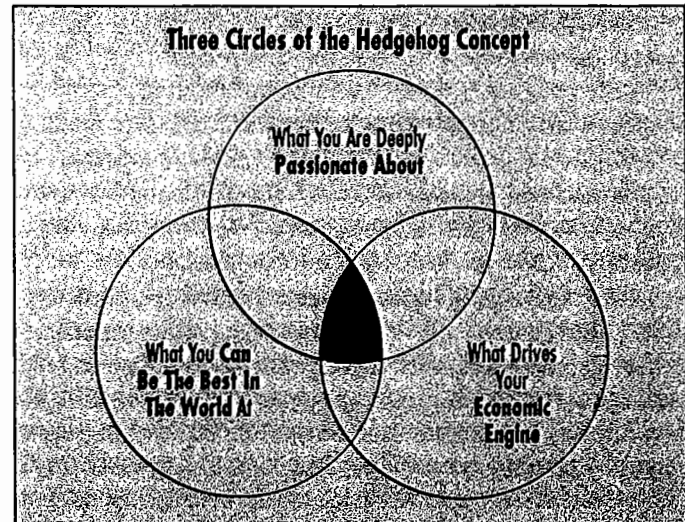 Three Circles of the Hedgehog Concept
What You Are Deeply
Passionate About
What You Can
Be The Best In
The World At
What Drives
Your
Economic
Engine